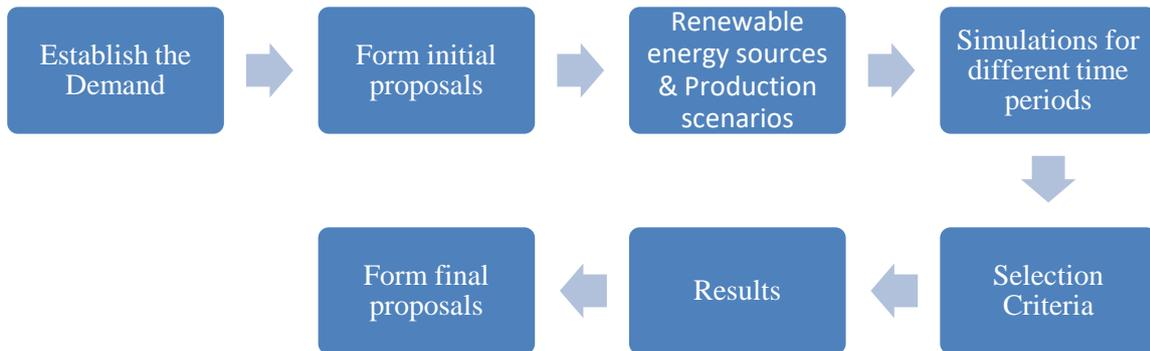 Establish the
Demand
Form initial
proposals
Renewable
energy sources
& Production
scenarios
Simulations for
different time
periods
Selection
Criteria
Results
Form final
proposals